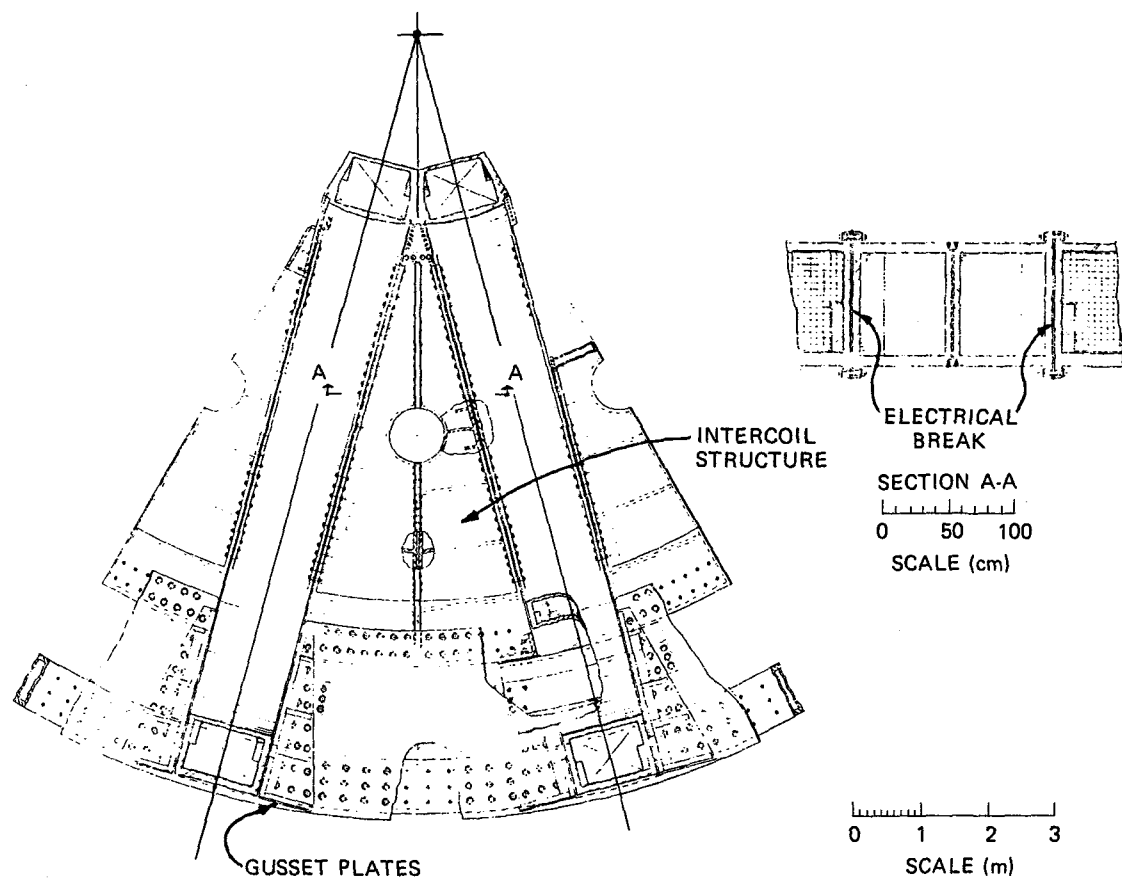 A
A
INTERCOIL
STRUCTURE
GUSSET PLATES
ELECTRICAL
BREAK
SECTION A-A
0 50 100
SCALE (cm)
0 1 2 3
SCALE (m)